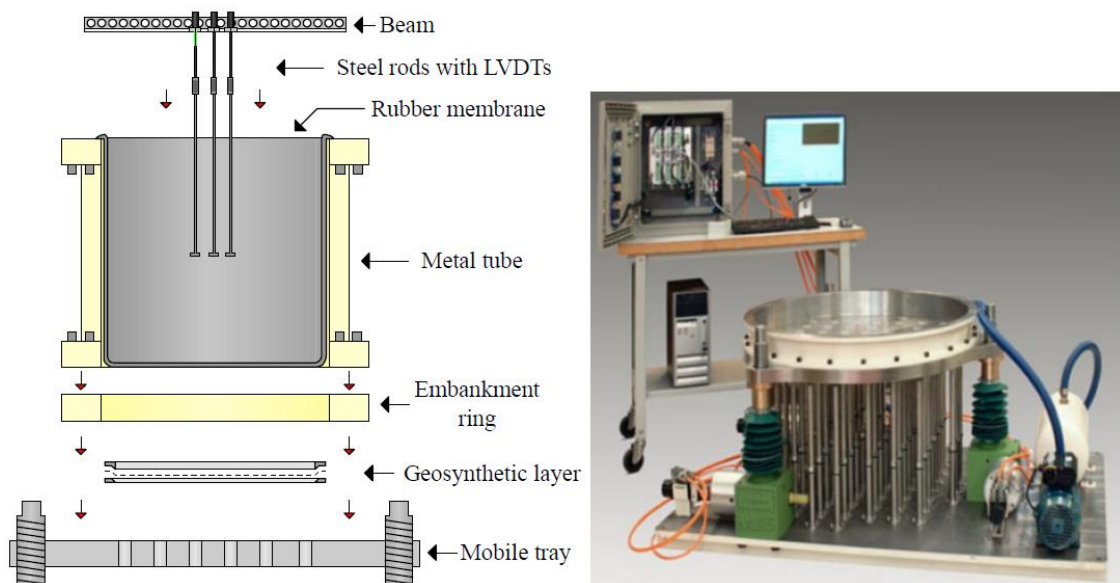 Beam
Steel rods with LVDTs
Rubber membrane
Metal tube
Embankment
ring
Geosynthetic layer
Mobile tray